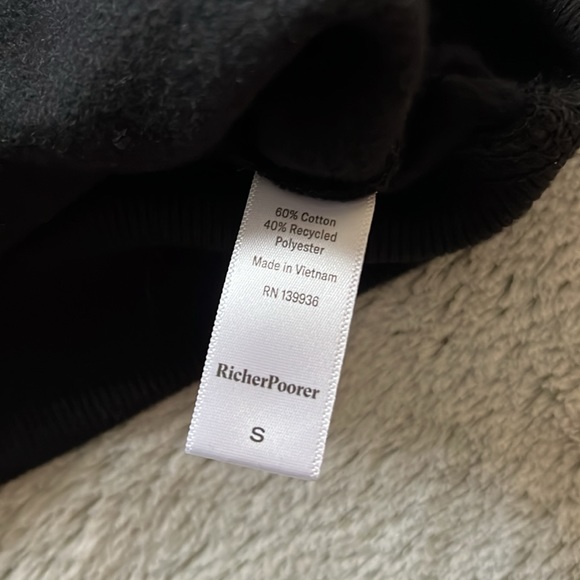 60% Cotton
40% Recycled
Polyester
Made in Vietnam
RN 139936
RicherPoorer
S